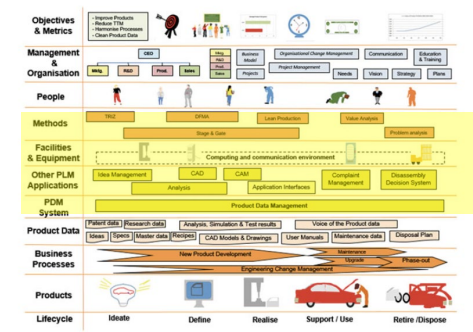 Objectives & Metrics
- Improve Products
- Reduce TTM
- Harmonise Processes
- Clean Product Data
Management & Organisation
CEO
Mktg. R&D Prod. Sales
Mktg. R&D Prod. Sales
Business Model
Projects
Organisational Change Management
Project Management
Communication
Education & Training
Needs Vision Strategy Plans
People
Methods
TRIZ DFMA Lean Production Value Analysis
Stage & Gate Problem analysis
Facilities & Equipment
Computing and communication environment
Other PLM Applications
Idea Management CAD CAM Complaint Management Disassembly Decision System
Analysis Application Interfaces
PDM System
Product Data Management
Product Data
Patent data Research data Analysis, Simulation & Test results Voice of the Product data
Ideas Specs Master data Recipes CAD Models & Drawings User Manuals Maintenance data Disposal Plan
Business Processes
New Product Development
Maintenance
Upgrade
Phase-out
Engineering Change Management
Products
Lifecycle
Ideate Define Realise Support / Use Retire /Dispose